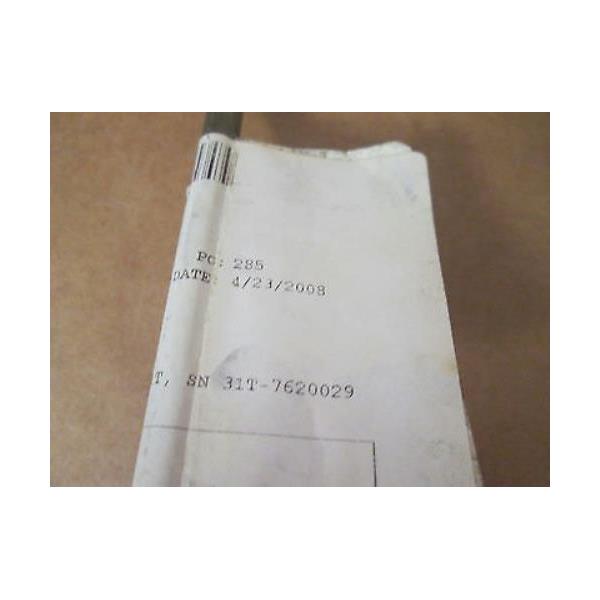 PC: 285
DATE: 4/23/2008
T, SN 31T-7620029